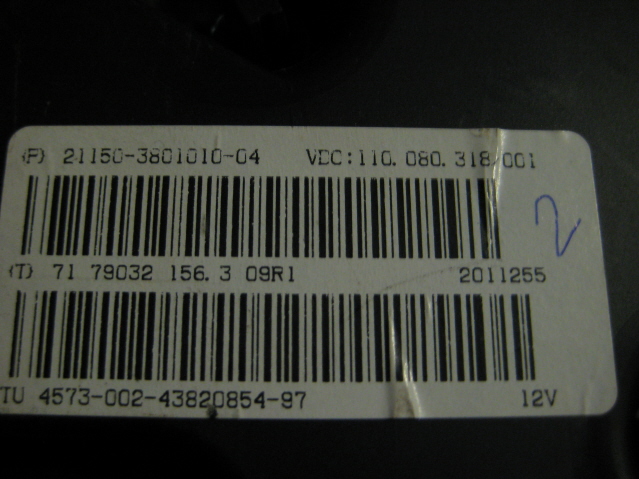 (P) 21150-3801010-04 VDC:110.080.318/001
2
(T) 71 79032 156.3 09R1 2011255
TU 4573-002-43820854-97 12V